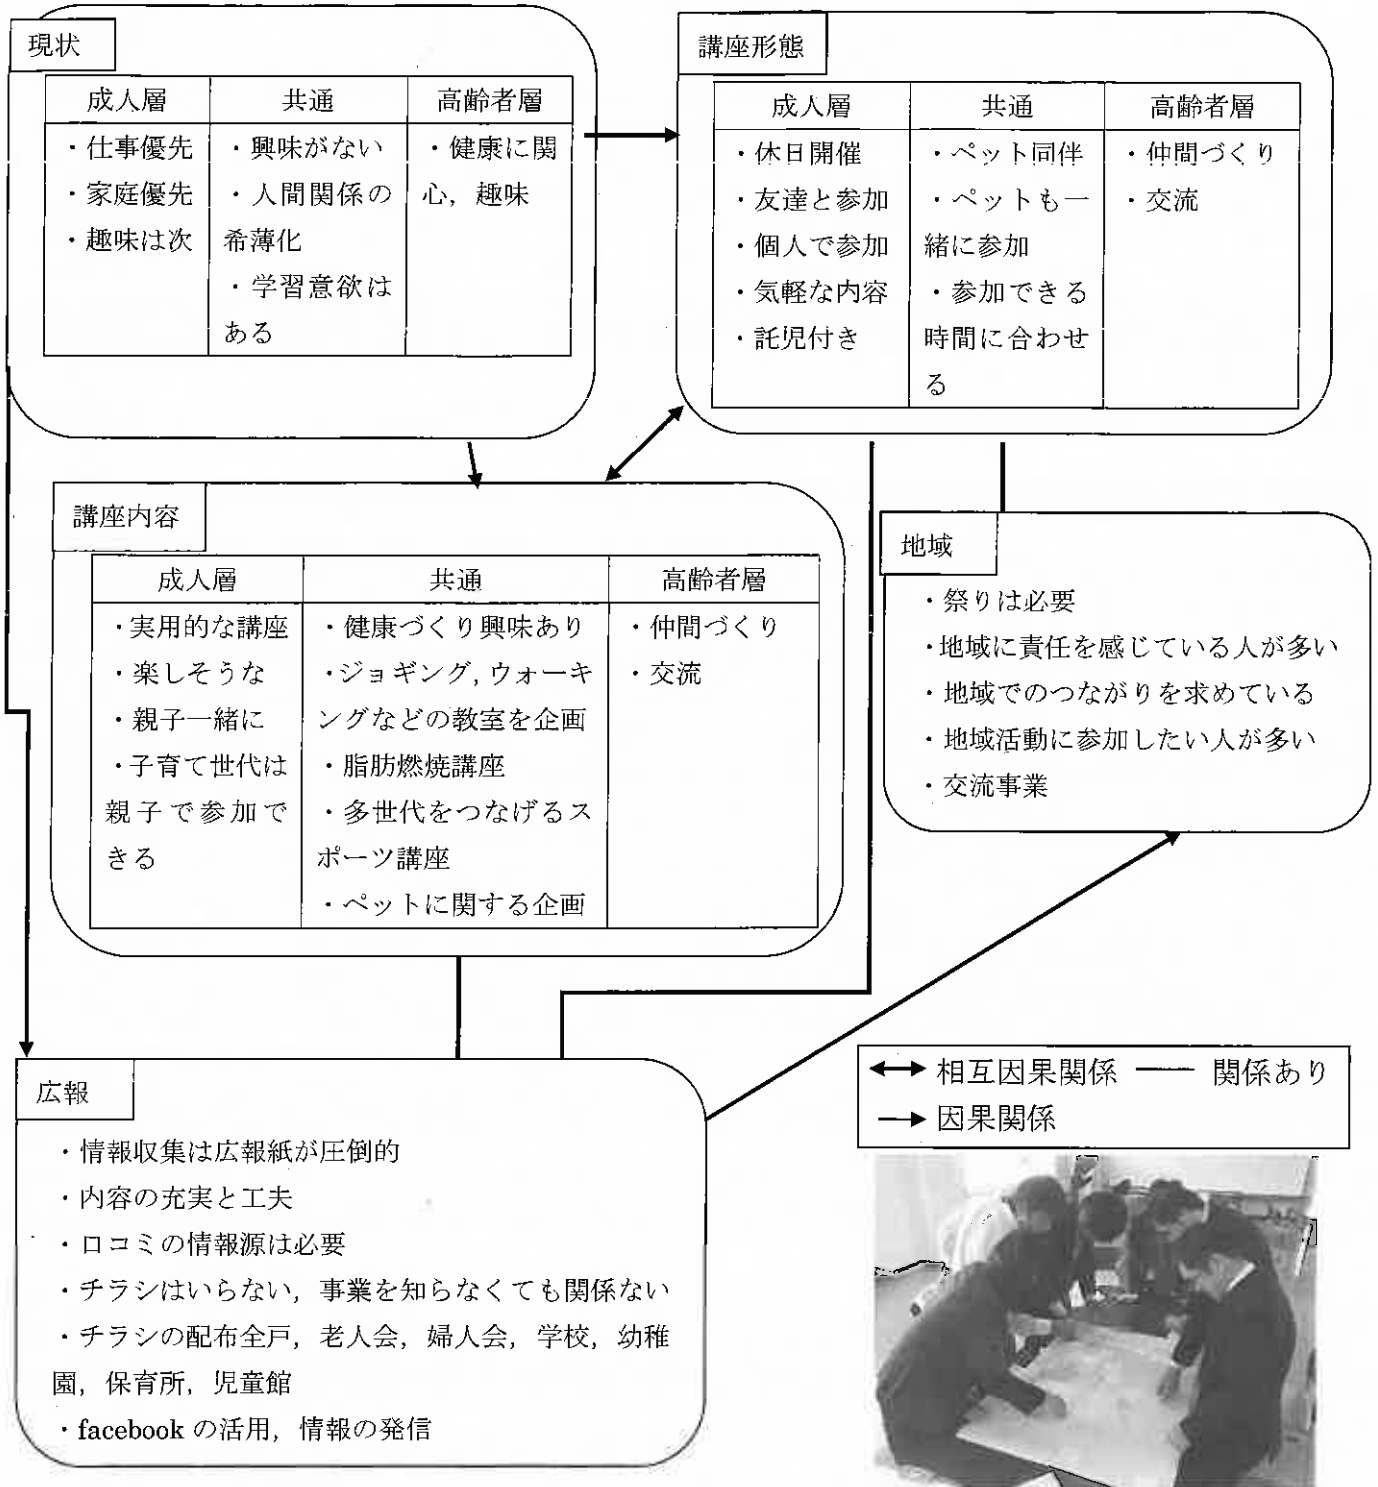 現状
成人層 共通 高齢者層
・仕事優先
・家庭優先
・趣味は次
・興味がない
・人間関係の
希薄化
・学習意欲は
ある
・健康に関
心，趣味
講座形態
成人層 共通 高齢者層
・休日開催
・友達と参加
・個人で参加
・気軽な内容
・託児付き
・ペット同伴
・ペットも一
緒に参加
・参加できる
時間に合わせ
る
・仲間づくり
・交流
講座内容
成人層 共通 高齢者層
・実用的な講座
・楽しそうな
・親子一緒に
・子育て世代は
親子で参加で
きる
・健康づくり興味あり
・ジョギング，ウォーキ
ングなどの教室を企画
・脂肪燃焼講座
・多世代をつなげるス
ポーツ講座
・ペットに関する企画
・仲間づくり
・交流
地域
・祭りは必要
・地域に責任を感じている人が多い
・地域でのつながりを求めている
・地域活動に参加したい人が多い
・交流事業
広報
・情報収集は広報紙が圧倒的
・内容の充実と工夫
・口コミの情報源は必要
・チラシはいらない，事業を知らなくても関係ない
・チラシの配布全戸，老人会，婦人会，学校，幼稚
園，保育所，児童館
・facebook の活用，情報の発信
相互因果関係 関係あり
因果関係